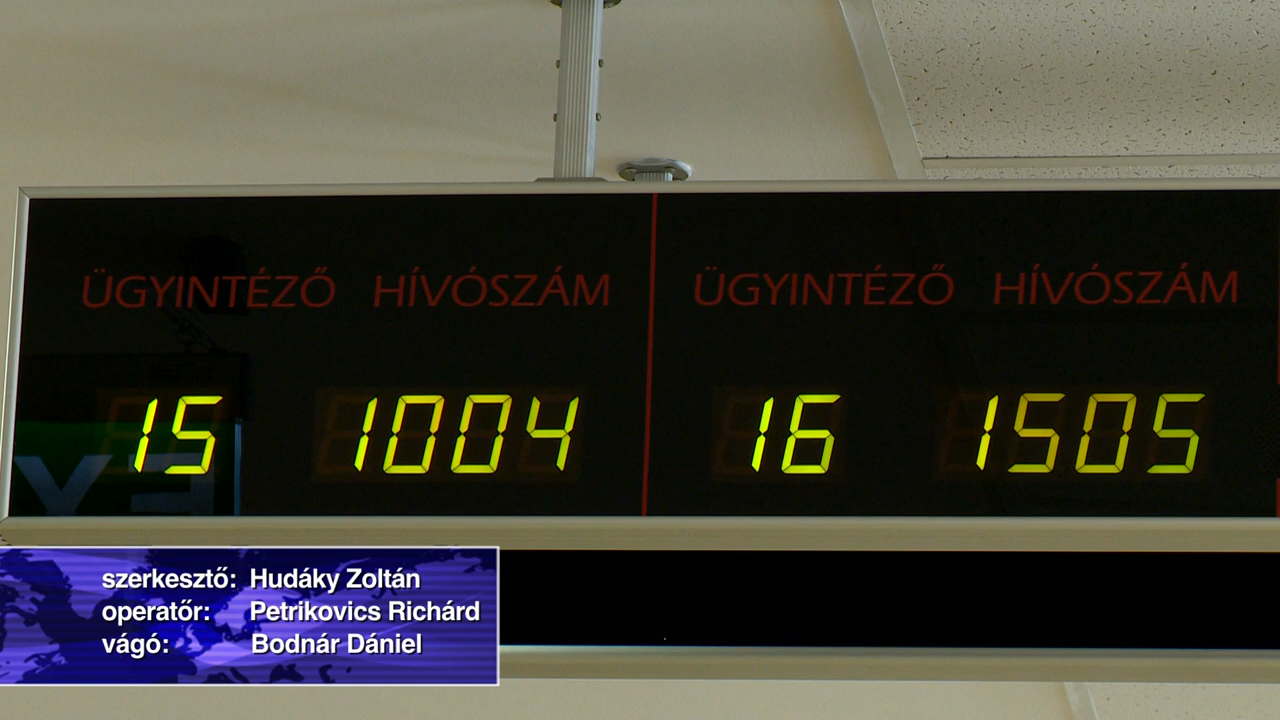 ÜGYINTÉZŐ HÍVÓSZÁM ÜGYINTÉZŐ HÍVÓSZÁM
15 1004 16 1505
szerkesztő: Hudáky Zoltán
operatőr: Petrikovics Richárd
vágó: Bodnár Dániel